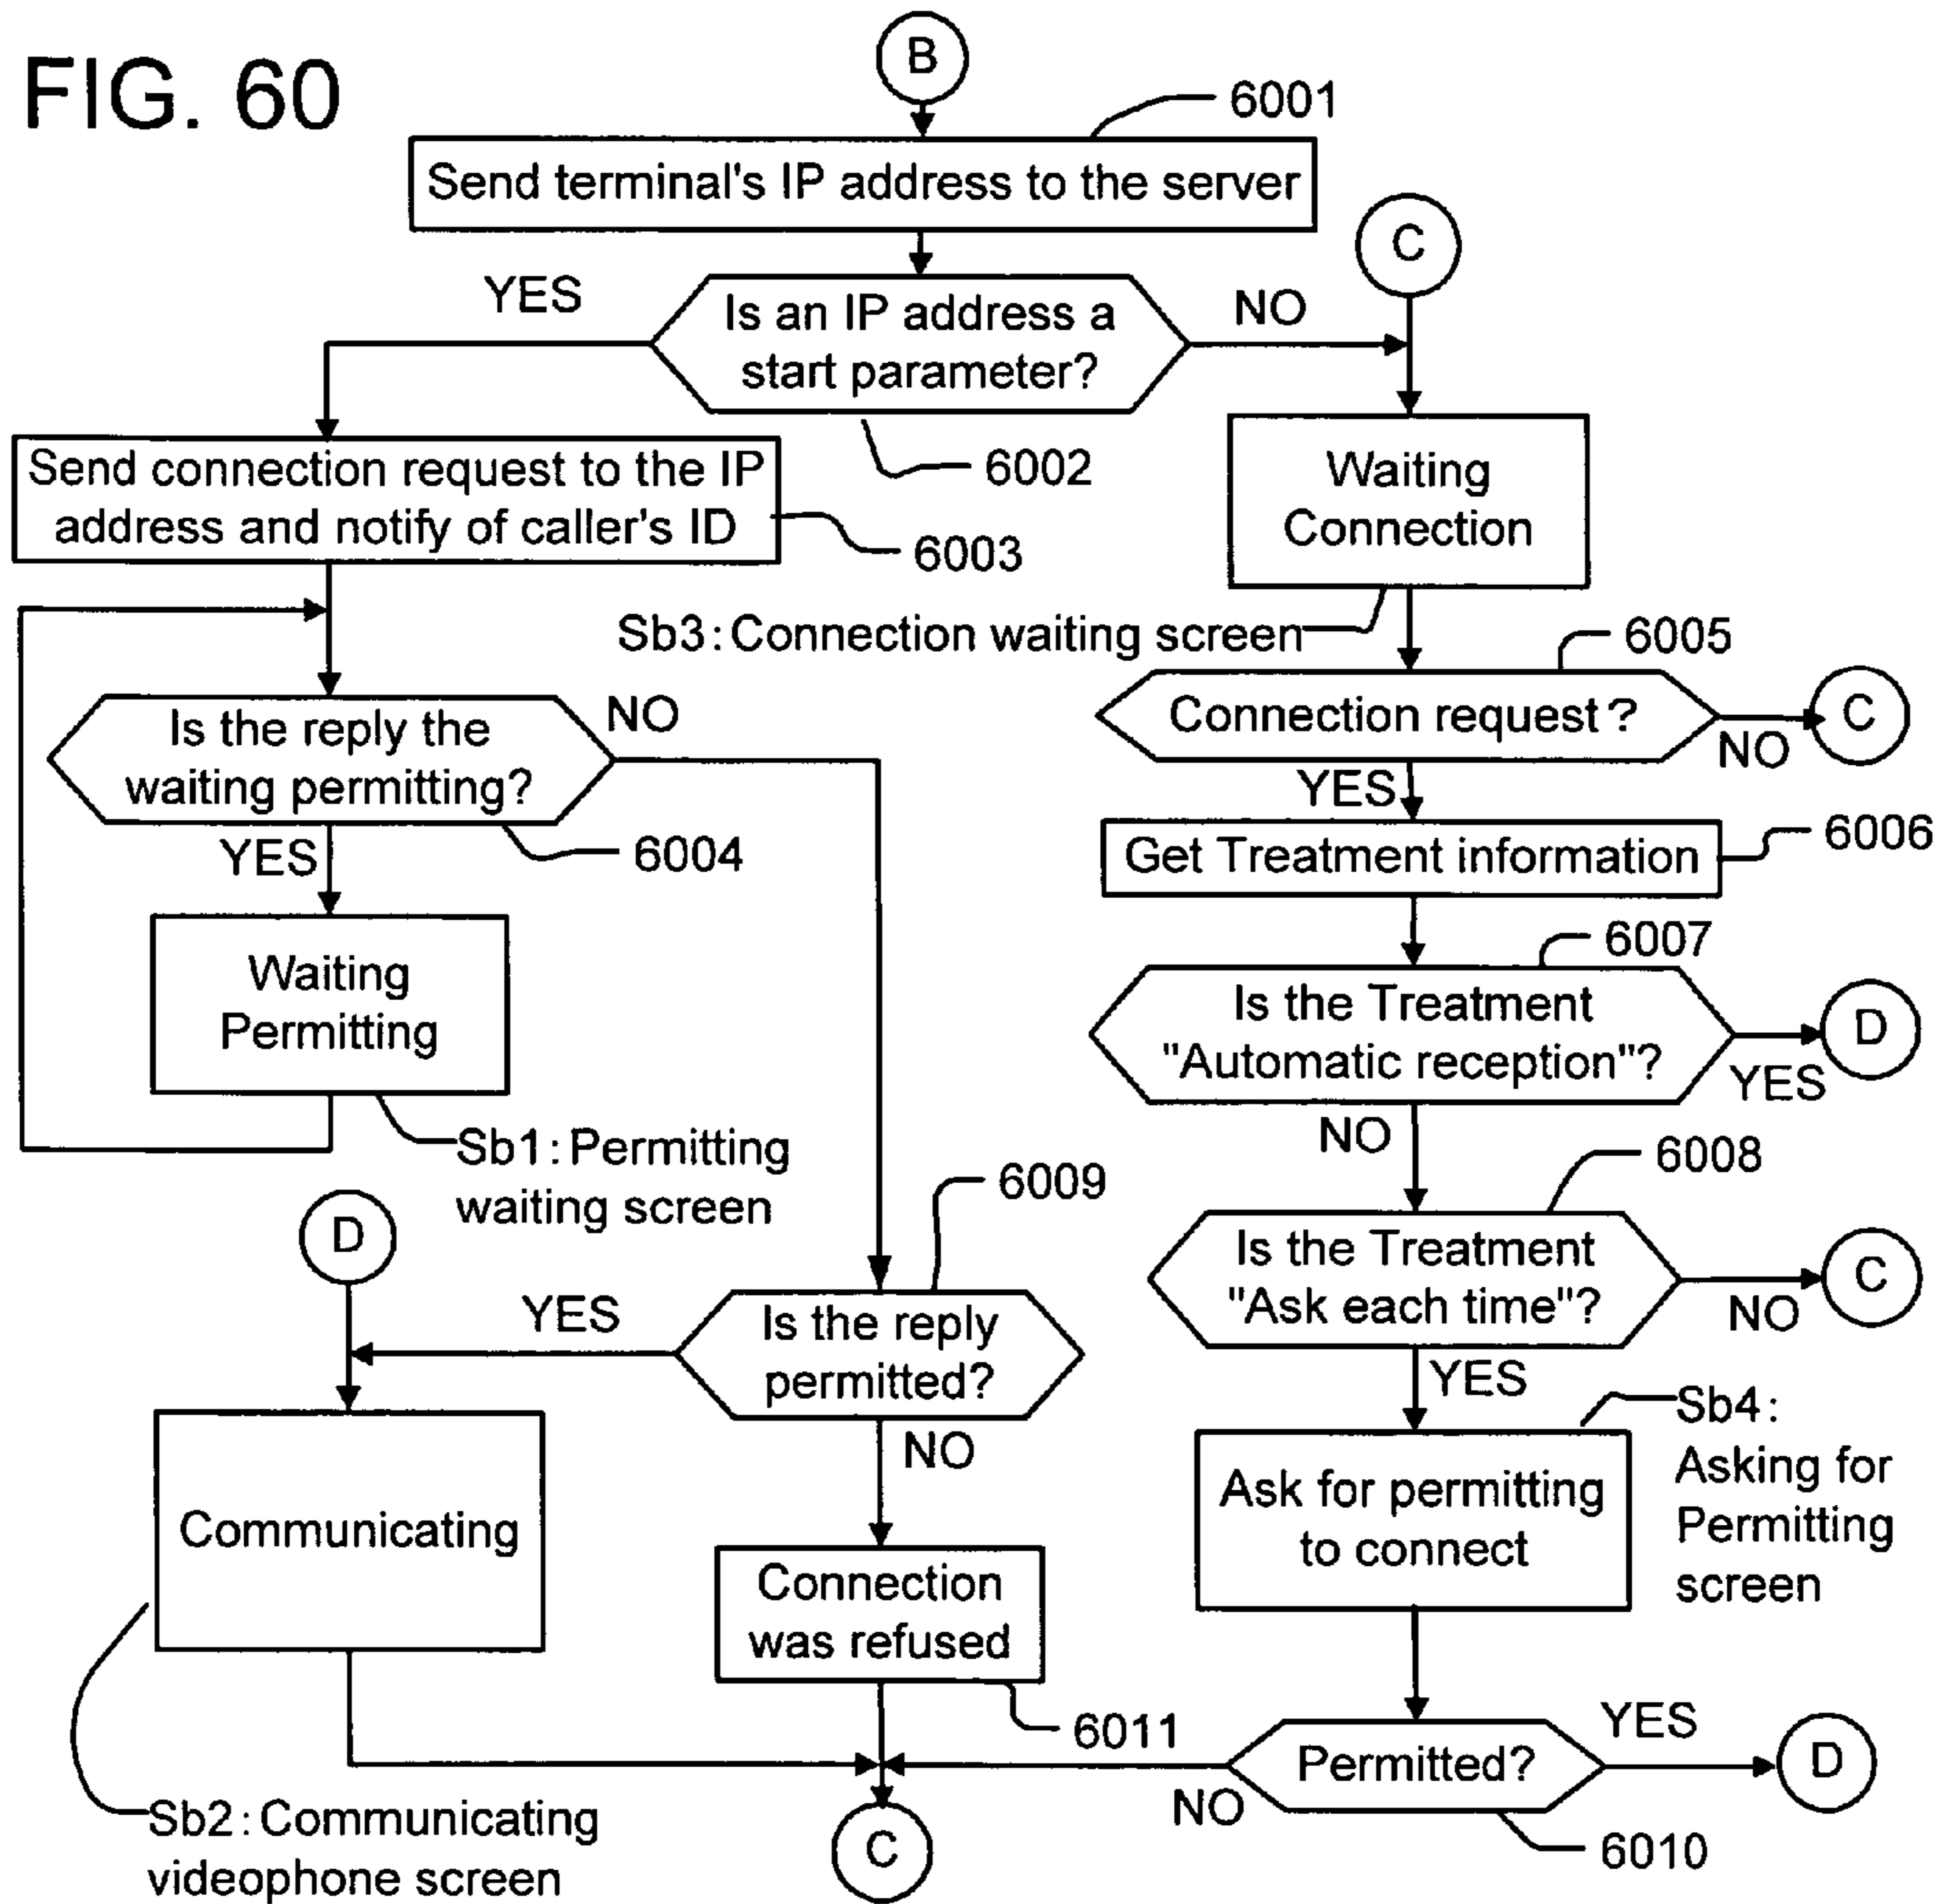 FIG. 60
B
6001
Send terminal's IP address to the server
C
YES
Is an IP address a
start parameter?
NO
6002
Send connection request to the IP
address and notify of caller's ID
6003
Waiting
Connection
Sb3: Connection waiting screen
6005
Connection request?
NO
C
YES
Is the reply the
waiting permitting?
NO
6004
YES
Get Treatment information
6006
Waiting
Permitting
Sb1: Permitting
waiting screen
6007
Is the Treatment
"Automatic reception"?
YES
D
NO
6008
Is the Treatment
"Ask each time"?
NO
C
YES
D
6009
YES
Is the reply
permitted?
NO
Sb4:
Asking for
Permitting
screen
Ask for permitting
to connect
Communicating
Connection
was refused
6011
Permitted?
YES
D
NO
6010
Sb2: Communicating
videophone screen
C